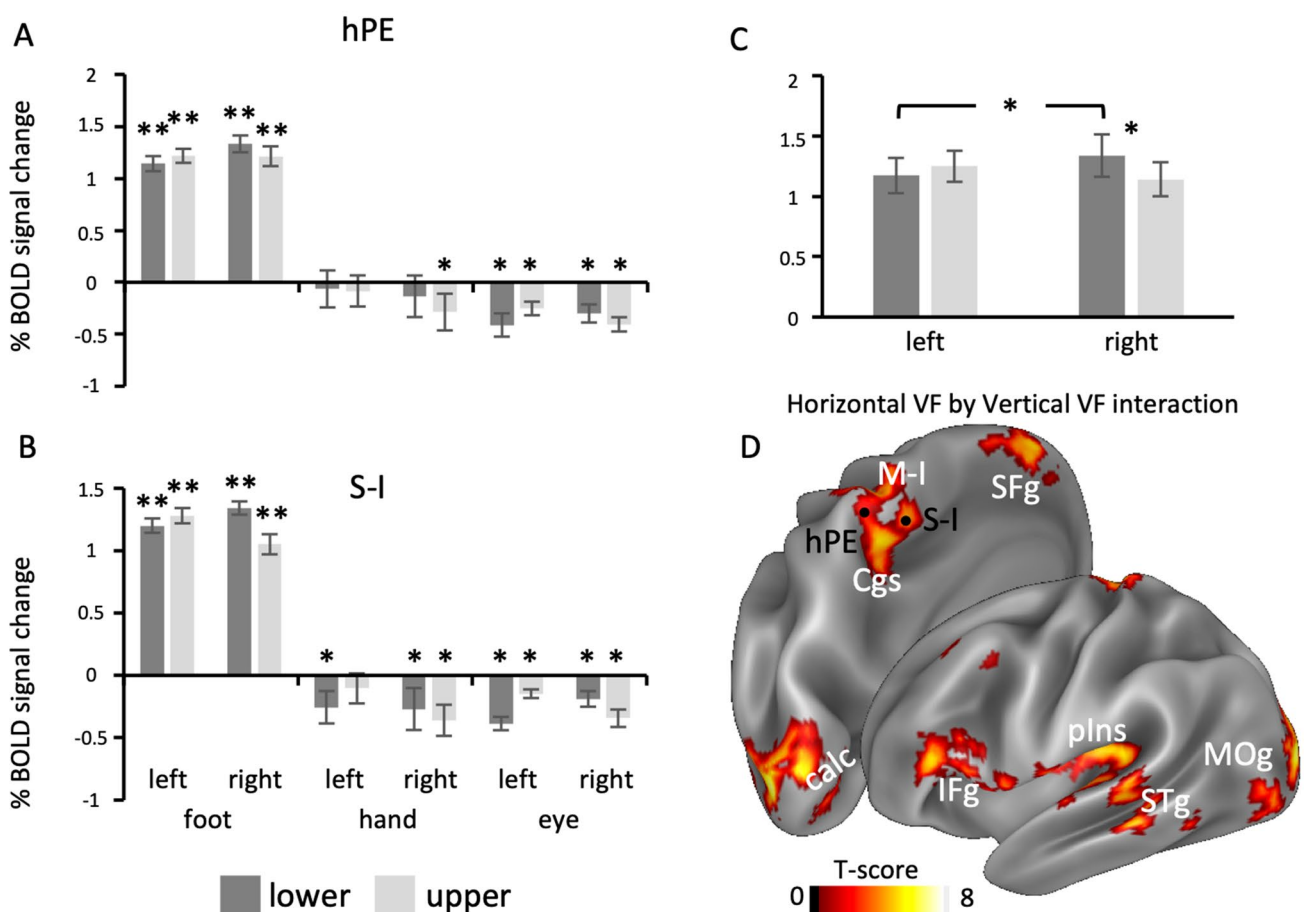 A
hPE
% BOLD signal change
2
1.5
1
0.5
0
-0.5
-1
** ** ** **
* * * * *
B
S-I
% BOLD signal change
1.5
1
0.5
0
-0.5
-1
** ** ** **
* * * * * * *
left right left right left right
foot hand eye
lower upper
C
2
1.5
1
0.5
0
*
*
left right
Horizontal VF by Vertical VF interaction
D
M-I
SFg
S-I
hPE
Cgs
calc
pIns
MOg
IFg
STg
T-score
0 8